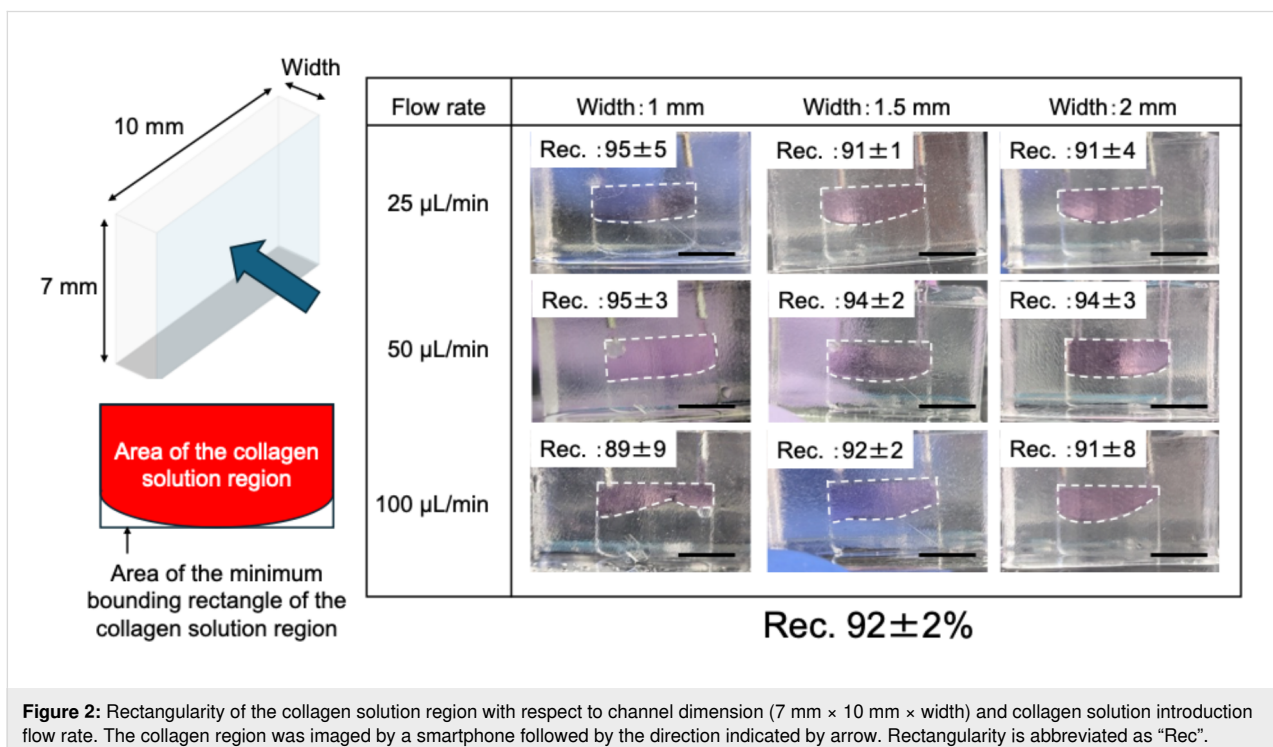 Width
10 mm
7 mm
Area of the collagen
solution region
Area of the minimum
bounding rectangle of the
collagen solution region
Flow rate Width：1 mm Width：1.5 mm Width：2 mm
25 μL/min Rec. :95±5 Rec. :91±1 Rec. :91±4
50 μL/min Rec. :95±3 Rec. :94±2 Rec. :94±3
100 μL/min Rec. :89±9 Rec. :92±2 Rec. :91±8
Rec. 92±2%
Figure 2: Rectangularity of the collagen solution region with respect to channel dimension (7 mm × 10 mm × width) and collagen solution introduction
flow rate. The collagen region was imaged by a smartphone followed by the direction indicated by arrow. Rectangularity is abbreviated as “Rec”.